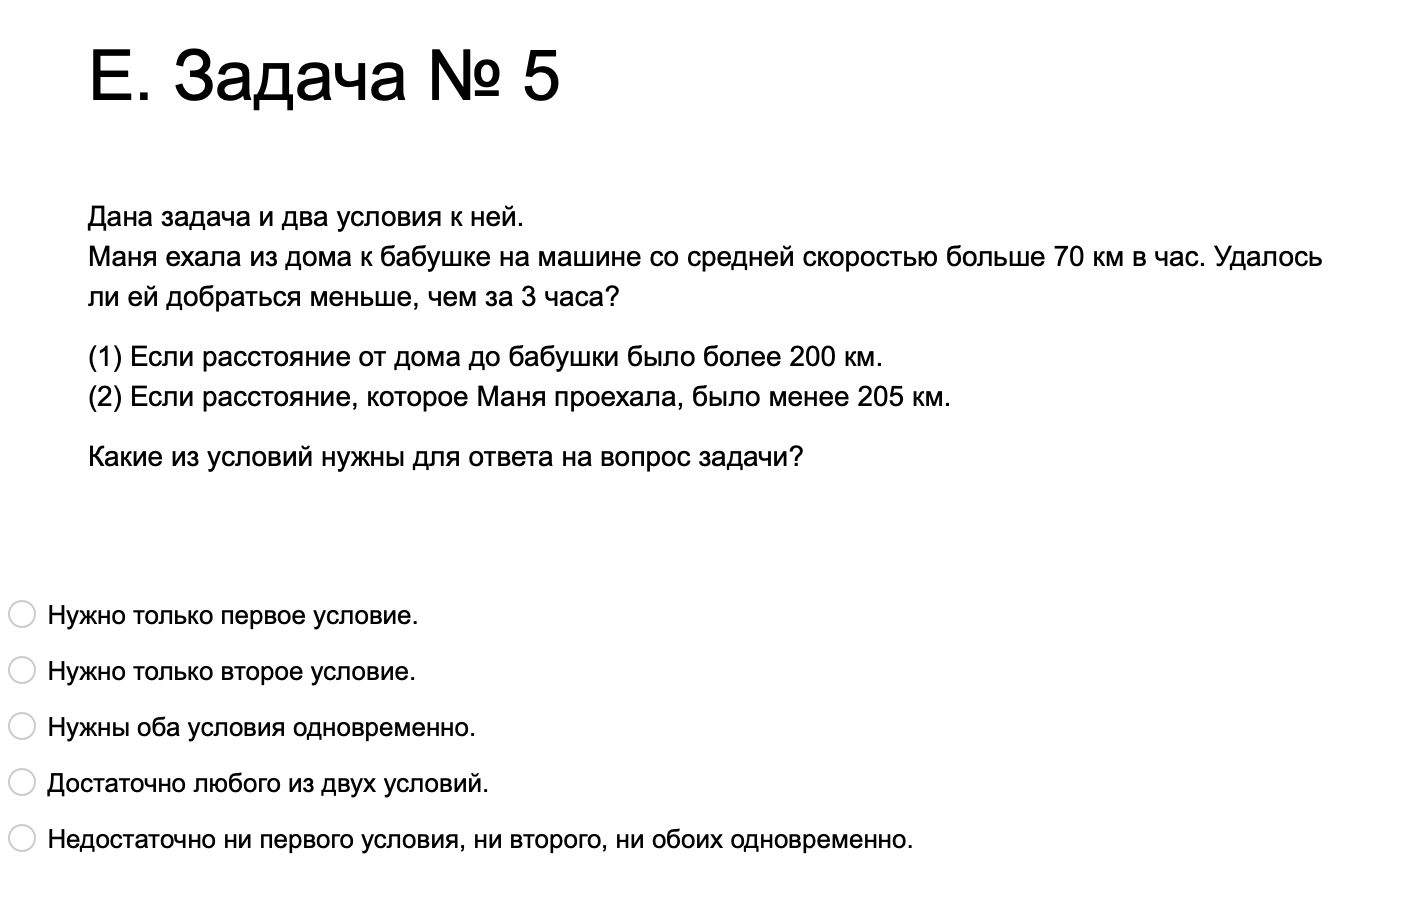 Е. Задача № 5
Дана задача и два условия к ней.
Маня ехала из дома к бабушке на машине со средней скоростью больше 70 км в час. Удалось
ли ей добраться меньше, чем за 3 часа?
(1) Если расстояние от дома до бабушки было более 200 км.
(2) Если расстояние, которое Маня проехала, было менее 205 км.
Какие из условий нужны для ответа на вопрос задачи?
Нужно только первое условие.
Нужно только второе условие.
Нужны оба условия одновременно.
Достаточно любого из двух условий.
Недостаточно ни первого условия, ни второго, ни обоих одновременно.